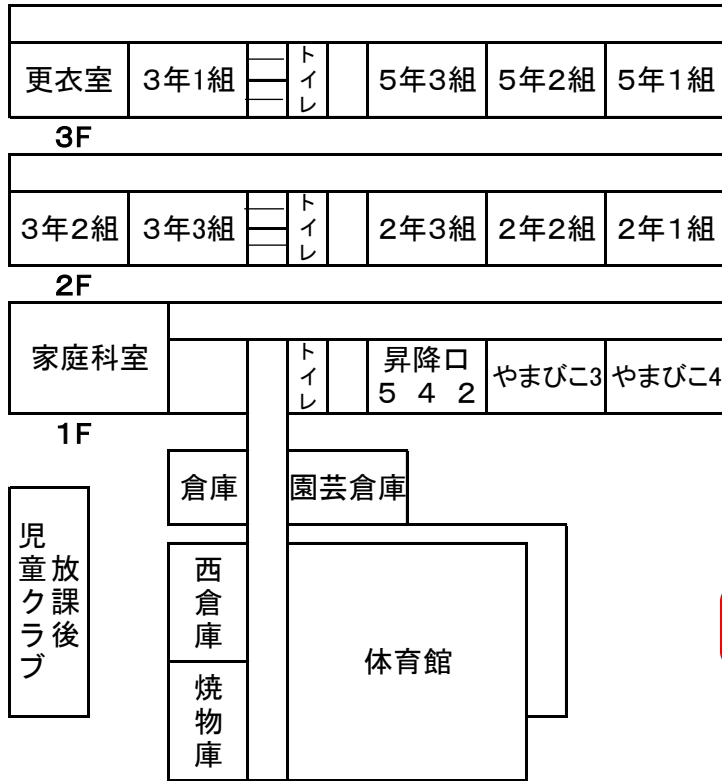 更衣室
3年1組
トイレ
5年3組
5年2組
5年1組
3F
3年2組
3年3組
トイレ
2年3組
2年2組
2年1組
2F
家庭科室
トイレ
昇降口
5 4 2
やまびこ3
やまびこ4
1F
倉庫
園芸倉庫
放課後
児童クラブ
西倉庫
体育館
焼物庫